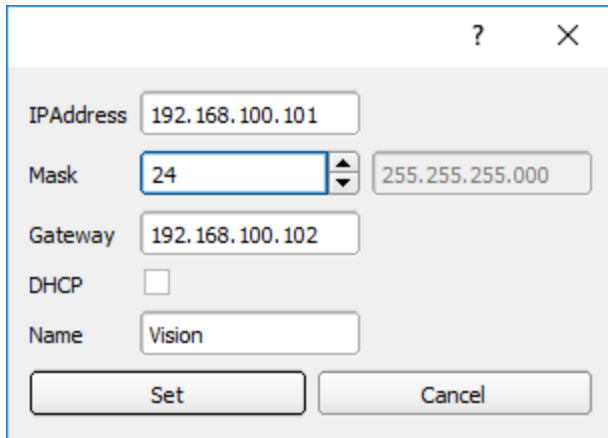 ?
IPAddress 192.168.100.101
Mask 24 255.255.255.000
Gateway 192.168.100.102
DHCP
Name Vision
Set Cancel